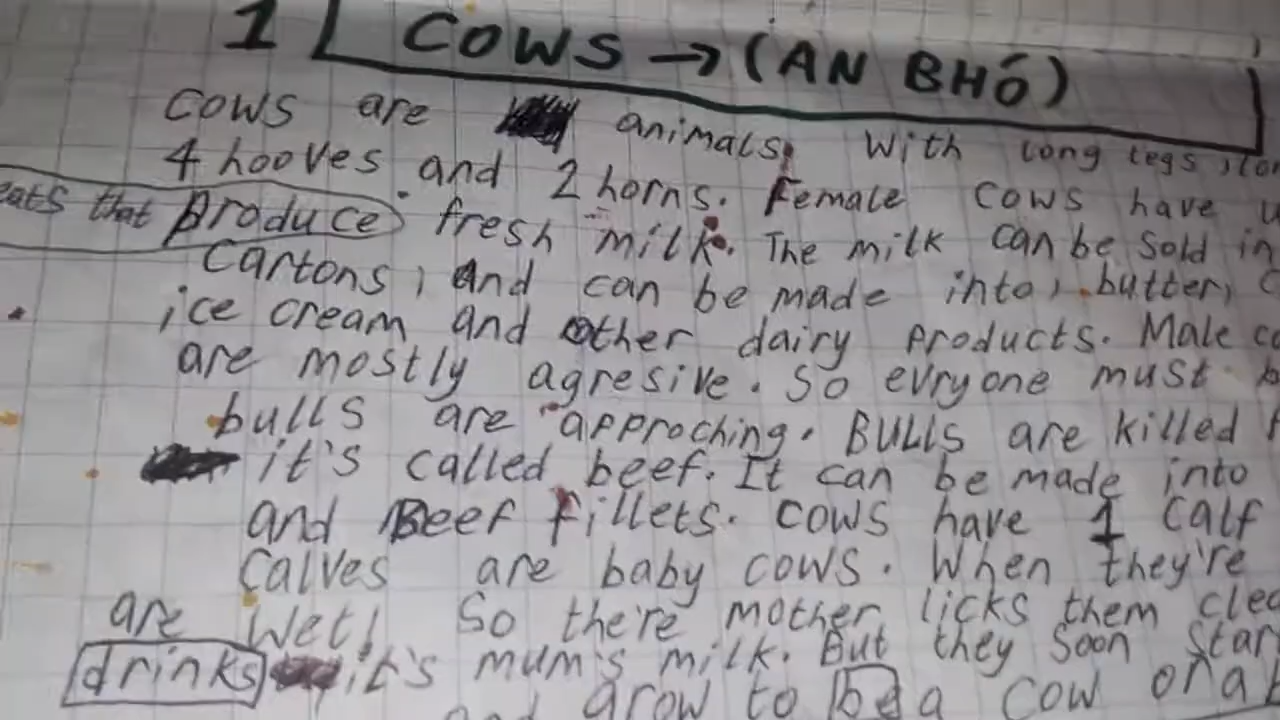 1 COWS → (AN BHÓ)
COWS are animals. With long legs,
4 hooves and 2 horns. Female cows have
that produce fresh milk. The milk can be sold in
Cartons, And can be made into, butter,
ice cream and other dairy products. Male
are mostly agresive. So evryone must
bulls are approching. BULLS are killed
it's called beef. It can be made into
and Beef fillets. COWS have 1 Calf
Calves are baby cows. When they're
are Wet! So there mother licks them
drinks it's mum's milk. But they soon
and grow to be a cow or a